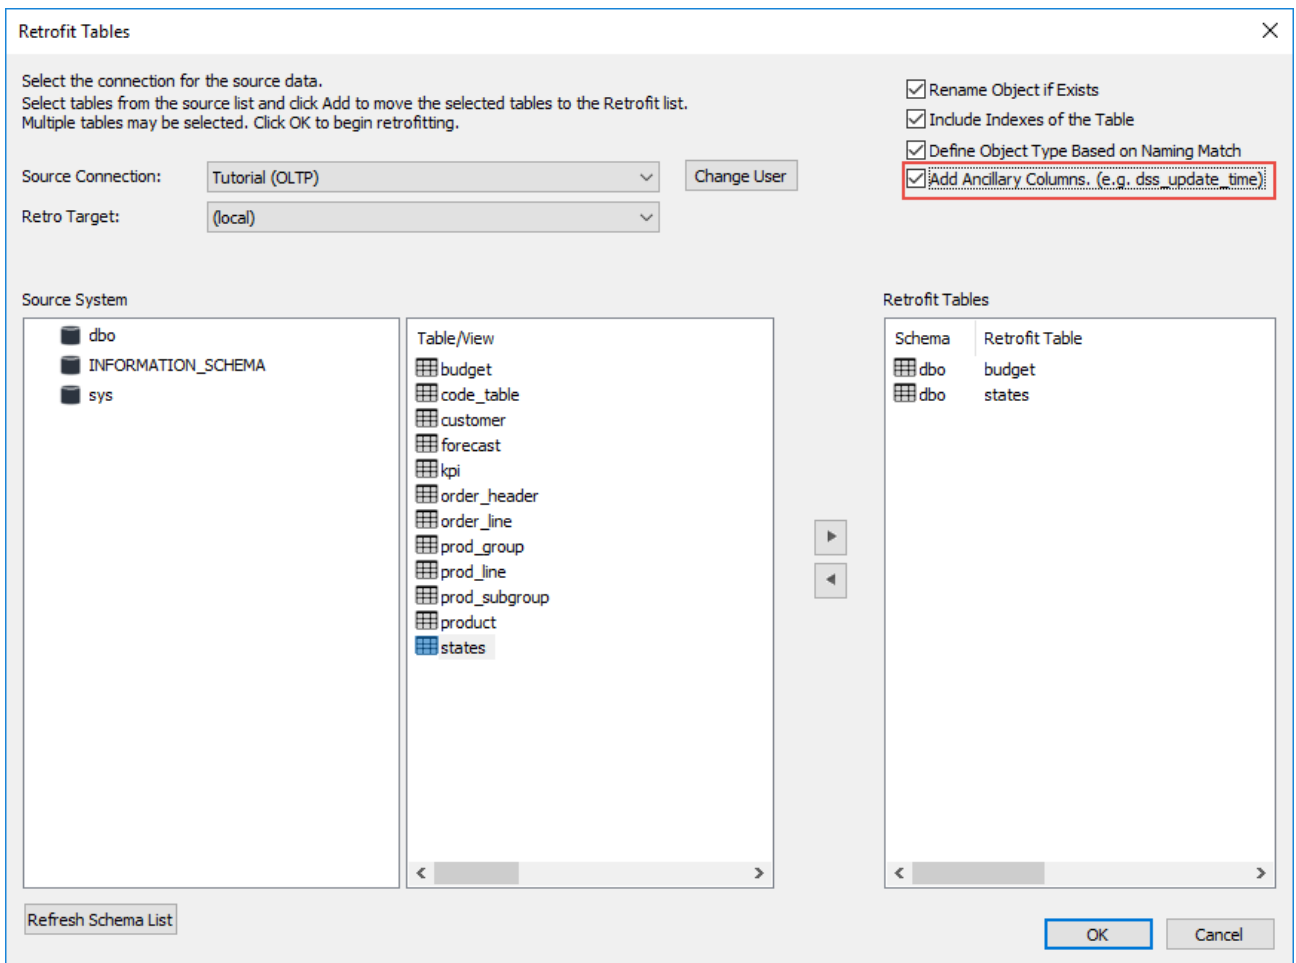 Retrofit Tables
Select the connection for the source data.
Select tables from the source list and click Add to move the selected tables to the Retrofit list.
Multiple tables may be selected. Click OK to begin retrofitting.
Rename Object if Exists
Include Indexes of the Table
Define Object Type Based on Naming Match
Add Ancillary Columns. (e.g. dss_update_time)
Source Connection: Tutorial (OLTP) Change User
Retro Target: (local)
Source System
dbo
INFORMATION_SCHEMA
sys
Table/View
budget
code_table
customer
forecast
kpi
order_header
order_line
prod_group
prod_line
prod_subgroup
product
states
Retrofit Tables
Schema Retrofit Table
dbo budget
dbo states
Refresh Schema List
OK Cancel